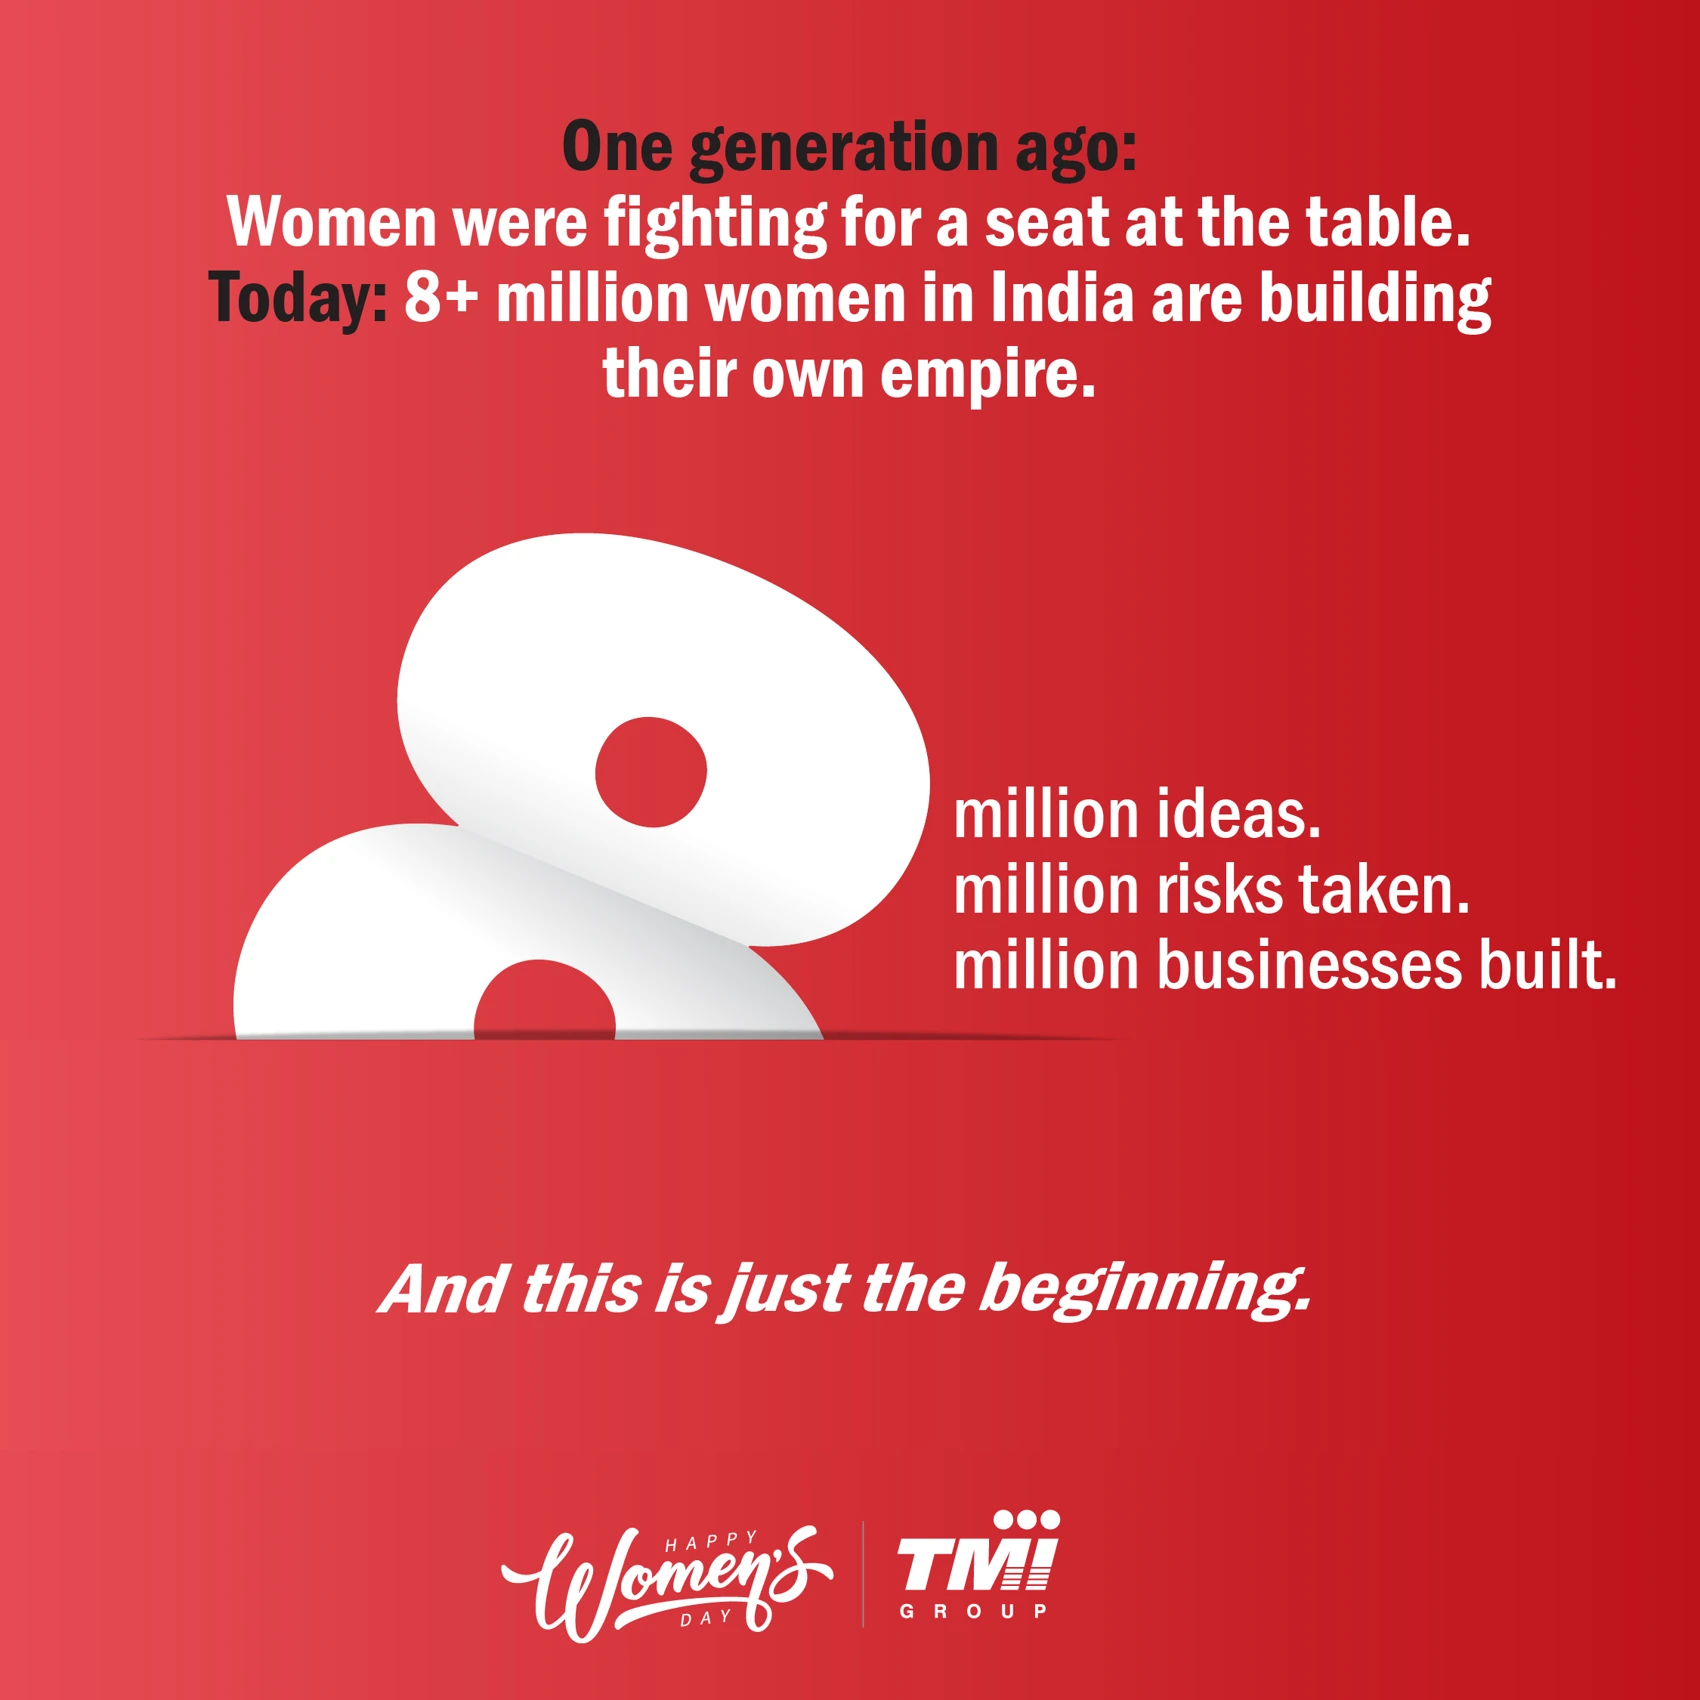 One generation ago:
Women were fighting for a seat at the table.
Today: 8+ million women in India are building
their own empire.
8
million ideas.
million risks taken.
million businesses built.
And this is just the beginning.
HAPPY
Women's
DAY
TMI
GROUP